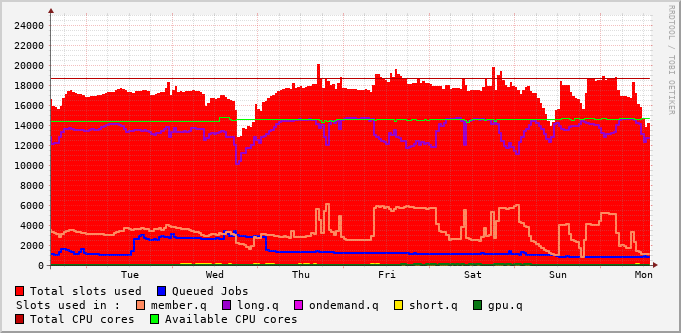 RRDTOOL / TOBI OETIKER
24000
22000
20000
18000
16000
14000
12000
10000
8000
6000
4000
2000
0
Tue Wed Thu Fri Sat Sun Mon
Total slots used Queued Jobs
Slots used in : member.q long.q ondemand.q short.q gpu.q
Total CPU cores Available CPU cores